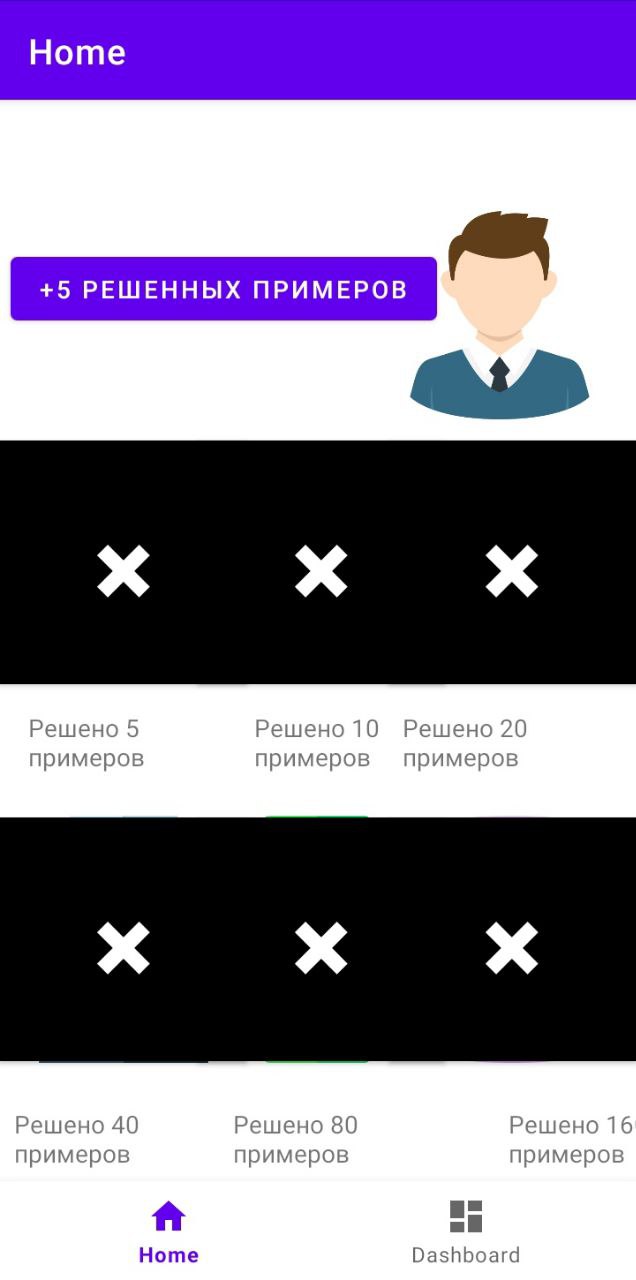 Home
+5 РЕШЕННЫХ ПРИМЕРОВ
Решено 5
примеров
Решено 10
примеров
Решено 20
примеров
Решено 40
примеров
Решено 80
примеров
Решено 16
примеров
Home
Dashboard